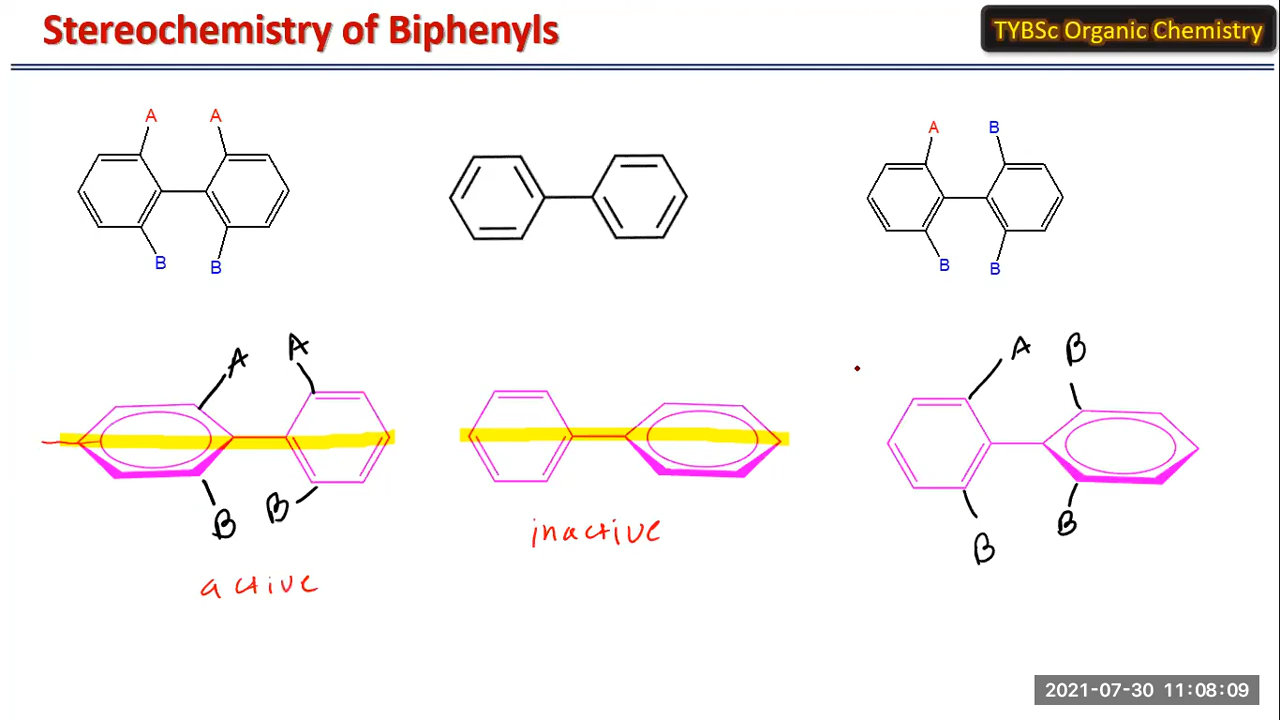 Stereochemistry of Biphenyls
TYBSc Organic Chemistry
A A
B B
A B
B B
A A
B B
active
inactive
A B
B B
2021-07-30 11:08:09